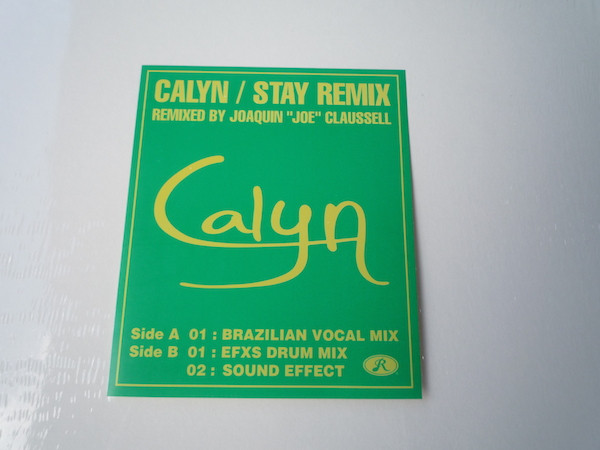 CALYN / STAY REMIX
REMIXED BY JOAQUIN "JOE" CLAUSSELL
Calyn
Side A 01 : BRAZILIAN VOCAL MIX
Side B 01 : EFXS DRUM MIX
02 : SOUND EFFECT
R